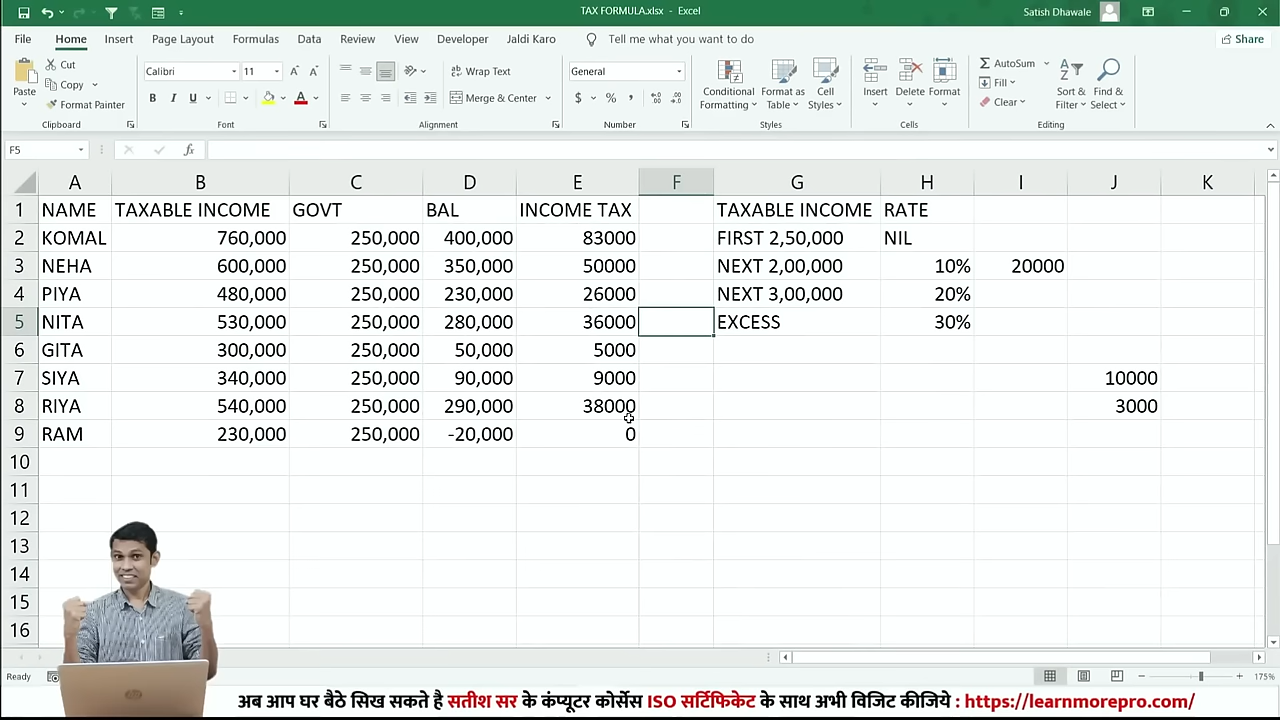 TAX FORMULA.xlsx - Excel
Satish Dhawale
File Home Insert Page Layout Formulas Data Review View Developer Jaldi Karo Tell me what you want to do Share
Paste
Cut
Copy
Format Painter
Clipboard
Calibri 11
B I U
Font
Wrap Text
Merge & Center
Alignment
General
$ % ,
Number
Conditional Formatting
Format as Table
Cell Styles
Styles
Insert Delete Format
Cells
AutoSum
Fill
Clear
Sort & Filter
Find & Select
Editing
F5 fx
A B C D E F G H I J K
1 NAME TAXABLE INCOME GOVT BAL INCOME TAX TAXABLE INCOME RATE
2 KOMAL 760,000 250,000 400,000 83000 FIRST 2,50,000 NIL
3 NEHA 600,000 250,000 350,000 50000 NEXT 2,00,000 10% 20000
4 PIYA 480,000 250,000 230,000 26000 NEXT 3,00,000 20%
5 NITA 530,000 250,000 280,000 36000 EXCESS 30%
6 GITA 300,000 250,000 50,000 5000
7 SIYA 340,000 250,000 90,000 9000 10000
8 RIYA 540,000 250,000 290,000 38000 3000
9 RAM 230,000 250,000 -20,000 0
10
11
12
13
14
15
16
Ready 175%
अब आप घर बैठे सिख सकते है सतीश सर के कंप्यूटर कोर्सेस ISO सर्टिफिकेट के साथ अभी विजिट कीजिये : https://learnmorepro.com/